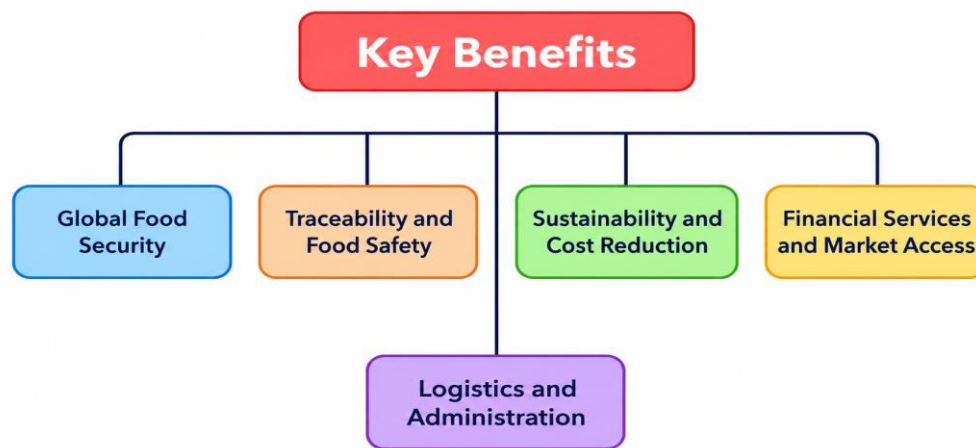 Key Benefits
Global Food
Security
Traceability and
Food Safety
Sustainability and
Cost Reduction
Financial Services
and Market Access
Logistics and
Administration